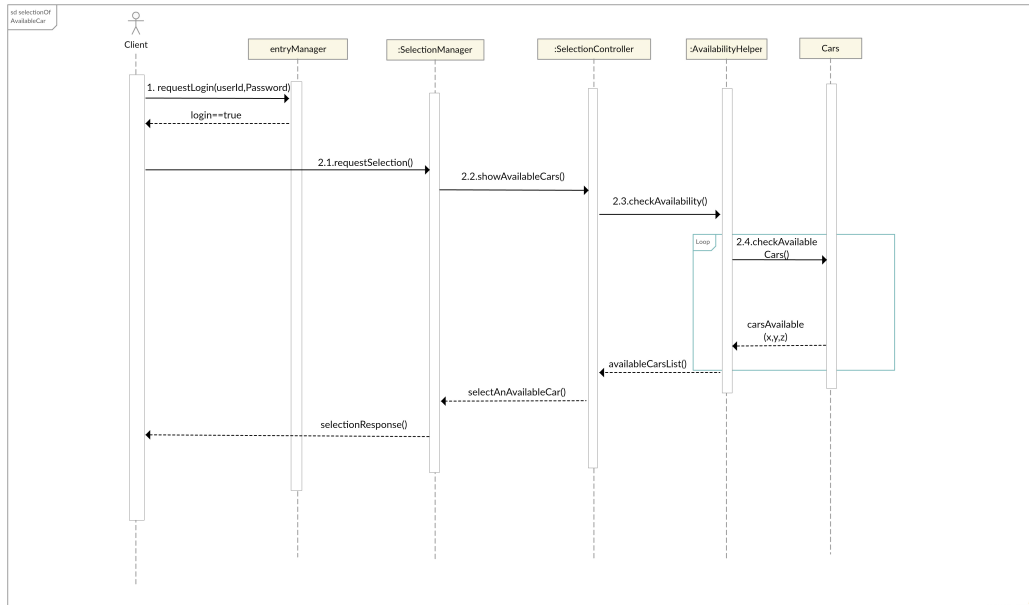 sd selectionOf
AvailableCar
Client
entryManager
:SelectionManager
:SelectionController
:AvailabilityHelper
Cars
1. requestLogin(userId,Password)
login==true
2.1.requestSelection()
2.2.showAvailableCars()
2.3.checkAvailability()
Loop
2.4.checkAvailable
Cars()
carsAvailable
(x,y,z)
availableCarsList()
selectAnAvailableCar()
selectionResponse()